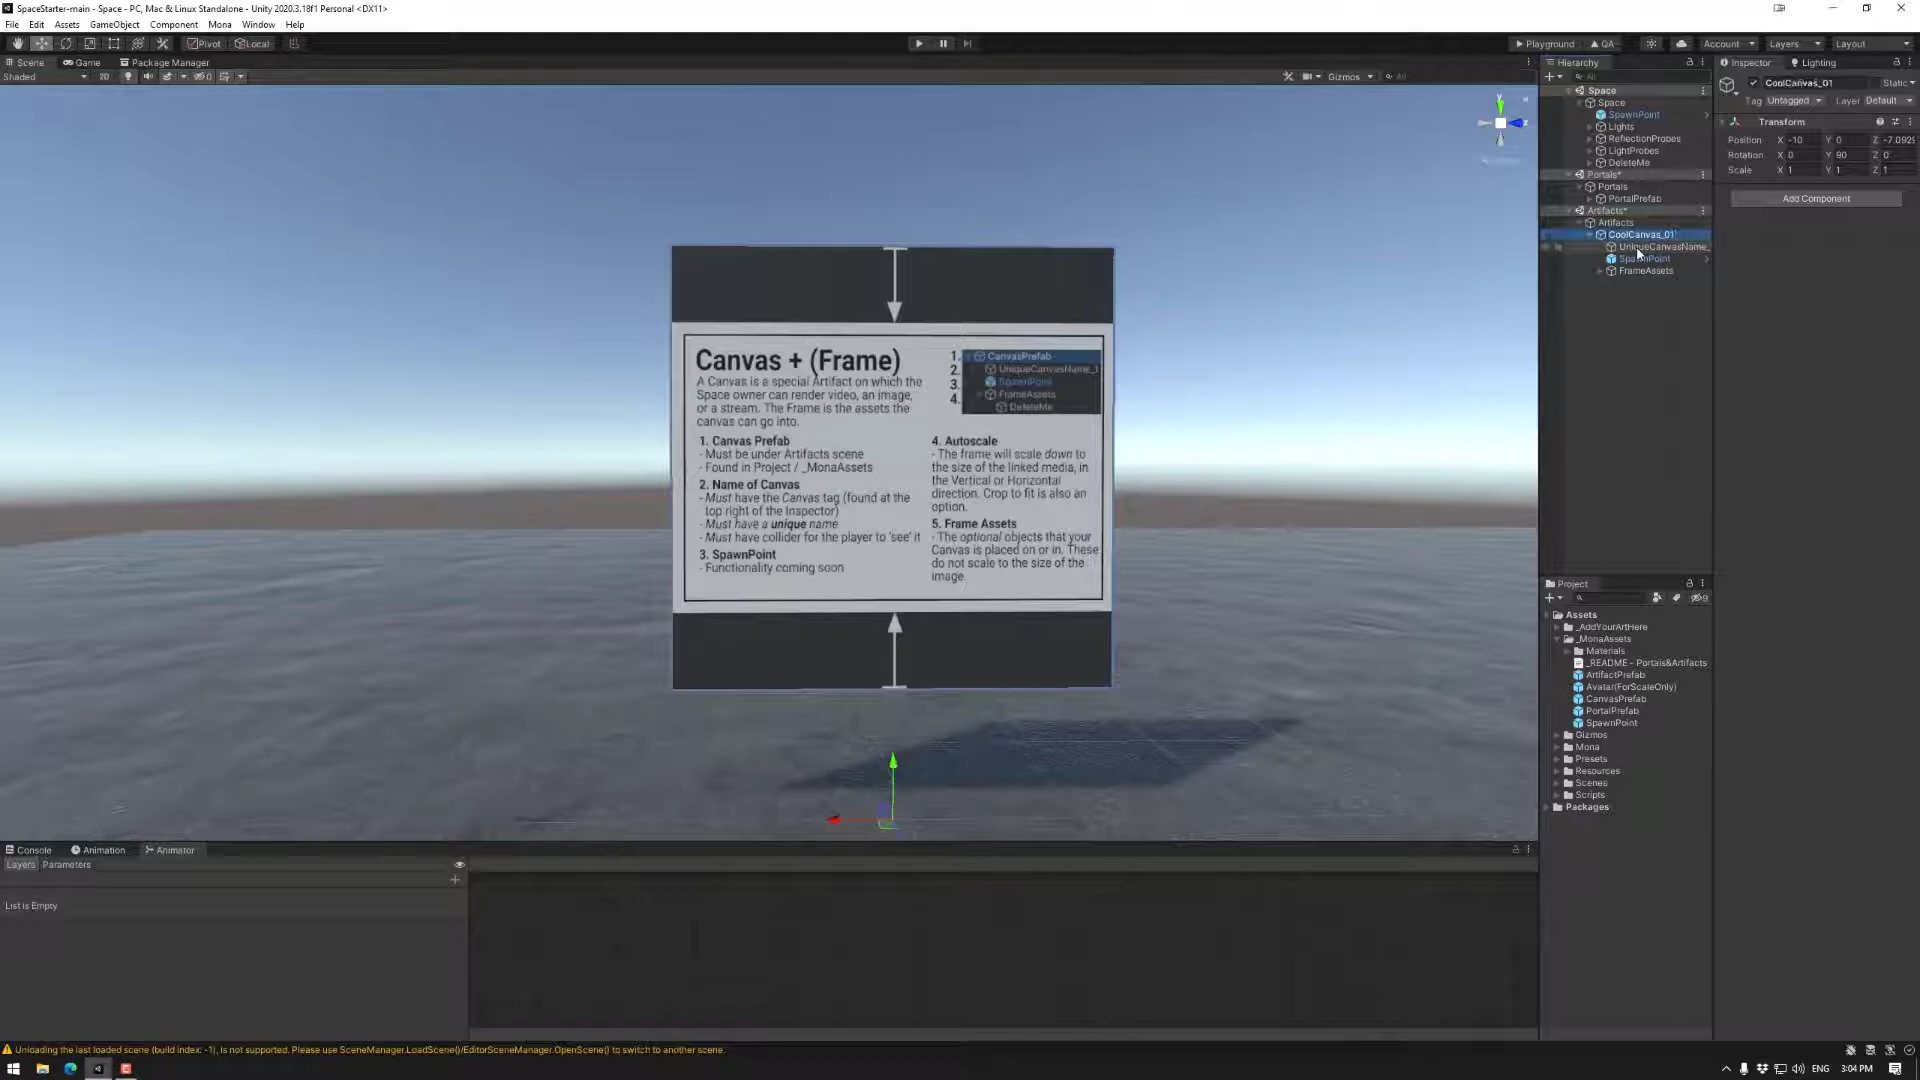 SpaceStarter-main - Space - PC, Mac & Linux Standalone - Unity 2020.3.18f1 Personal <DX11>
File Edit Assets GameObject Component Mona Window Help
Pivot Local
Playground QA Account Layers Layout
Scene Game Package Manager
Shaded 2D 0 Gizmos All
y z
Canvas + (Frame)
A Canvas is a special Artifact on which the
Space owner can render video, an image,
or a stream. The Frame is the assets the
canvas can go into.
1. CanvasPrefab
2. UniqueCanvasName_1
3. SpawnPoint
4. FrameAssets
DeleteMe
1. Canvas Prefab
- Must be under Artifacts scene
- Found in Project / _MonaAssets
2. Name of Canvas
- Must have the Canvas tag (found at the
top right of the Inspector)
- Must have a unique name
- Must have collider for the player to 'see' it
3. SpawnPoint
- Functionality coming soon
4. Autoscale
- The frame will scale down to
the size of the linked media, in
the Vertical or Horizontal
direction. Crop to fit is also an
option.
5. Frame Assets
- The optional objects that your
Canvas is placed on or in. These
do not scale to the size of the
image.
Hierarchy
All
Space
Space
SpawnPoint
Lights
ReflectionProbes
LightProbes
DeleteMe
Portals*
Portals
PortalPrefab
Artifacts*
Artifacts
CoolCanvas_01
UniqueCanvasName_
SpawnPoint
FrameAssets
Inspector Lighting
CoolCanvas_01 Static
Tag Untagged Layer Default
Transform
Position X -10 Y 0 Z -7.0929
Rotation X 0 Y 90 Z 0
Scale X 1 Y 1 Z 1
Add Component
Project
9
Assets
_AddYourArtHere
_MonaAssets
Materials
_README - Portals&Artifacts
ArtifactPrefab
Avatar(ForScaleOnly)
CanvasPrefab
PortalPrefab
SpawnPoint
Gizmos
Mona
Presets
Resources
Scenes
Scripts
Packages
Console Animation Animator
Layers Parameters
List is Empty
Unloading the last loaded scene (build index: -1), is not supported. Please use SceneManager.LoadScene()/EditorSceneManager.OpenScene() to switch to another scene.
ENG 3:04 PM